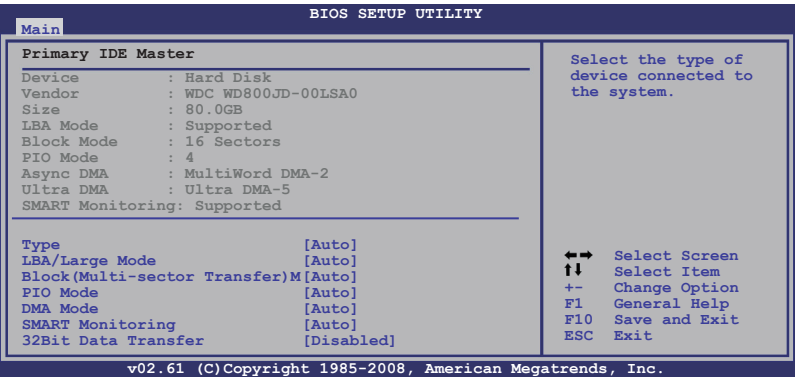 BIOS SETUP UTILITY
Main
Primary IDE Master
Device : Hard Disk
Vendor : WDC WD800JD-00LSA0
Size : 80.0GB
LBA Mode : Supported
Block Mode : 16 Sectors
PIO Mode : 4
Async DMA : MultiWord DMA-2
Ultra DMA : Ultra DMA-5
SMART Monitoring: Supported
Type [Auto]
LBA/Large Mode [Auto]
Block(Multi-sector Transfer)M[Auto]
PIO Mode [Auto]
DMA Mode [Auto]
SMART Monitoring [Auto]
32Bit Data Transfer [Disabled]
Select the type of
device connected to
the system.
←→ Select Screen
↑↓ Select Item
+- Change Option
F1 General Help
F10 Save and Exit
ESC Exit
v02.61 (C)Copyright 1985-2008, American Megatrends, Inc.